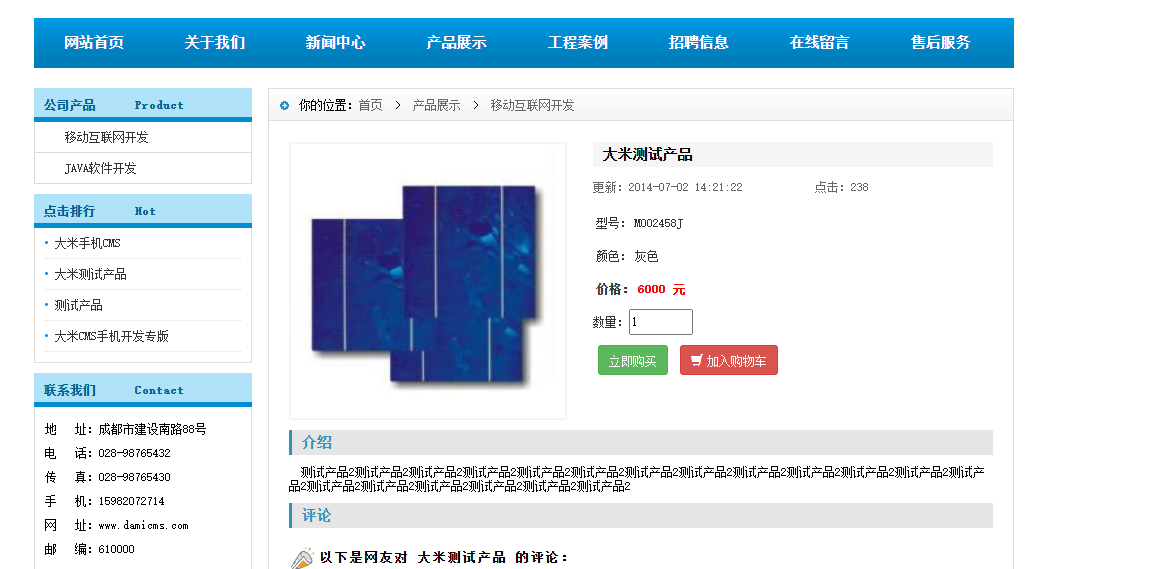 网站首页 关于我们 新闻中心 产品展示 工程案例 招聘信息 在线留言 售后服务
公司产品 Product
移动互联网开发
JAVA软件开发
点击排行 Hot
大米手机CMS
大米测试产品
测试产品
大米CMS手机开发专版
联系我们 Contact
地 址：成都市建设南路88号
电 话：028-98765432
传 真：028-98765430
手 机：15982072714
网 址：www.damicms.com
邮 编：610000
你的位置：首页 > 产品展示 > 移动互联网开发
大米测试产品
更新：2014-07-02 14:21:22 点击：238
型号： M002458J
颜色： 灰色
价格： 6000 元
数量：1
立即购买 加入购物车
介绍
测试产品2测试产品2测试产品2测试产品2测试产品2测试产品2测试产品2测试产品2测试产品2测试产品2测试产品2测试产品2测试产
品2测试产品2测试产品2测试产品2测试产品2测试产品2测试产品2
评论
以下是网友对 大米测试产品 的评论：